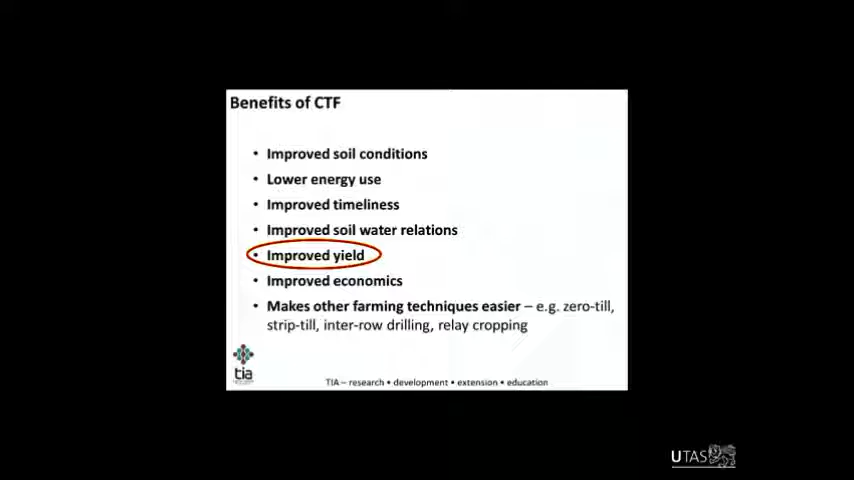 Benefits of CTF
• Improved soil conditions
• Lower energy use
• Improved timeliness
• Improved soil water relations
• Improved yield
• Improved economics
• Makes other farming techniques easier – e.g. zero-till,
strip-till, inter-row drilling, relay cropping
tia
TIA – research • development • extension • education
UTAS